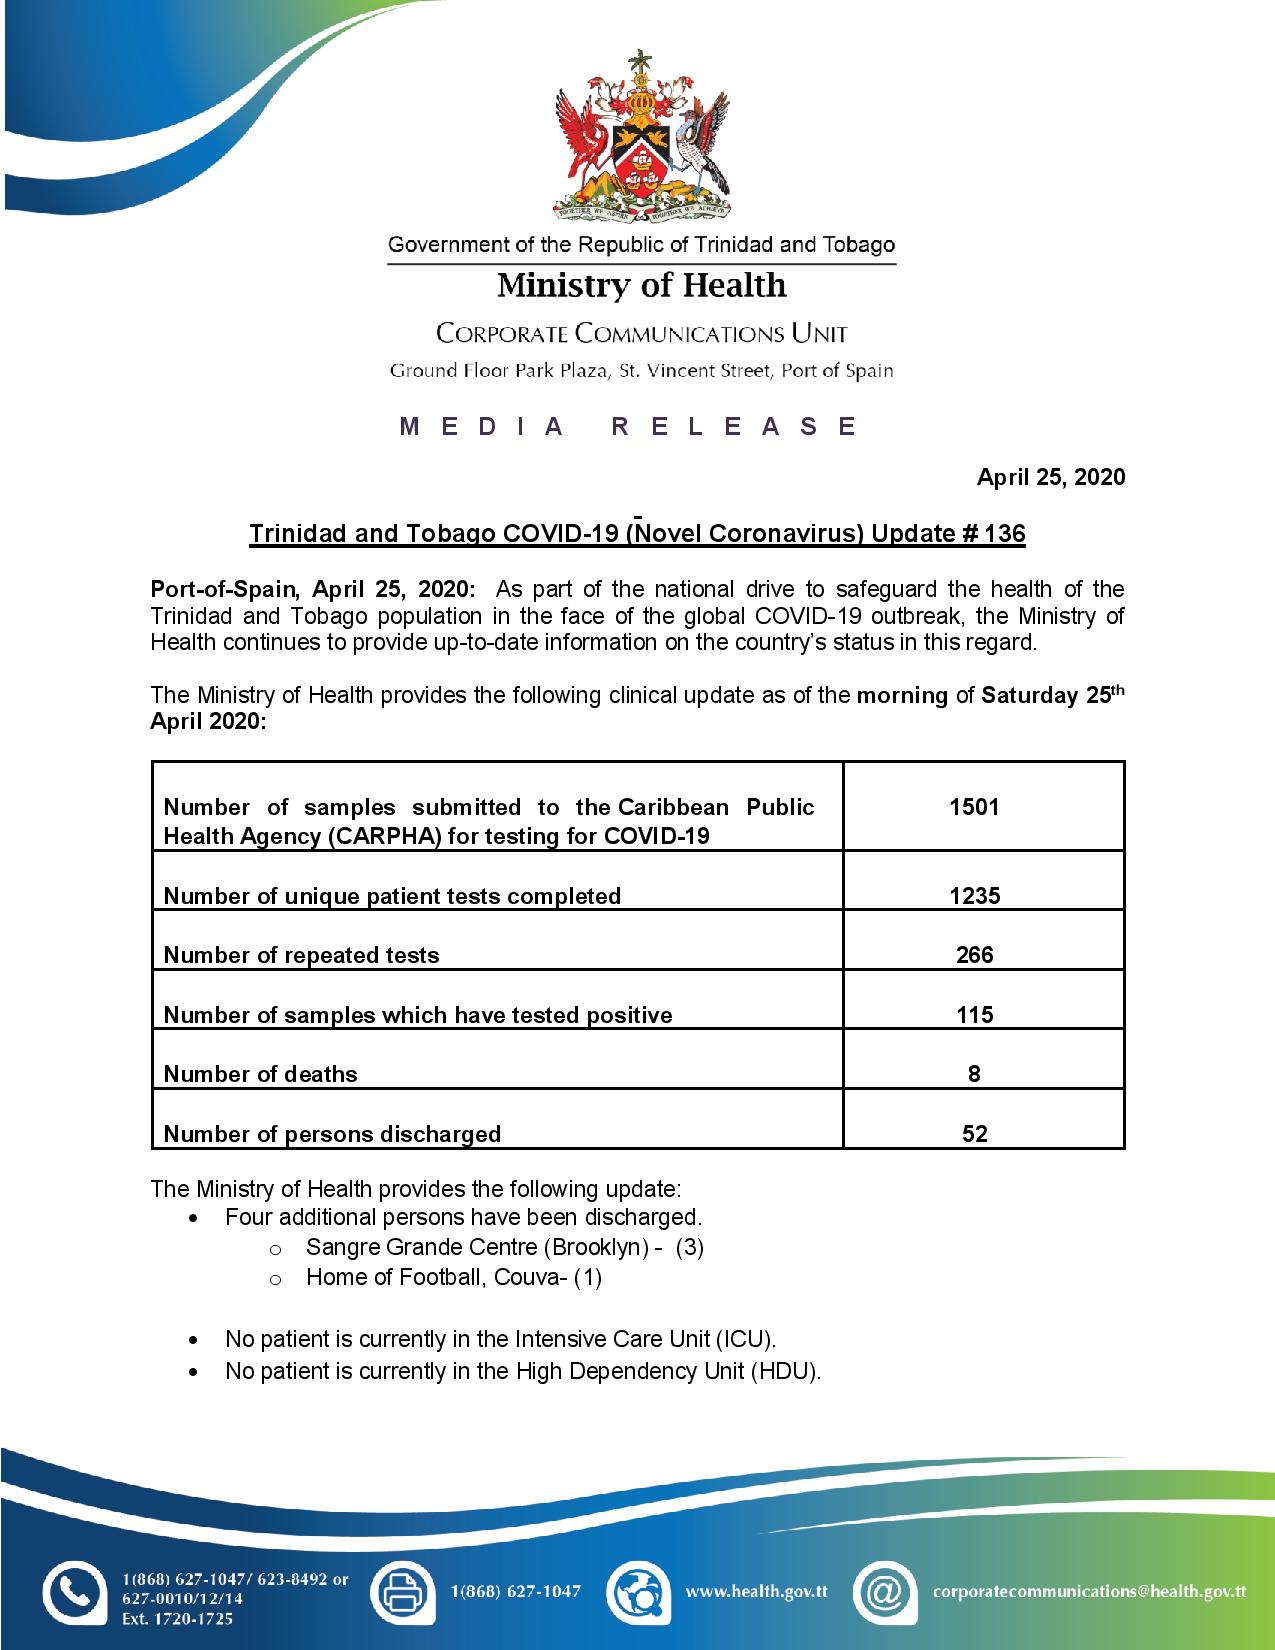 TOGETHER WE ASPIRE TOGETHER WE ACHIEVE
Government of the Republic of Trinidad and Tobago
Ministry of Health
CORPORATE COMMUNICATIONS UNIT
Ground Floor Park Plaza, St. Vincent Street, Port of Spain
MEDIA RELEASE
April 25, 2020
Trinidad and Tobago COVID-19 (Novel Coronavirus) Update # 136
Port-of-Spain, April 25, 2020: As part of the national drive to safeguard the health of the
Trinidad and Tobago population in the face of the global COVID-19 outbreak, the Ministry of
Health continues to provide up-to-date information on the country’s status in this regard.
The Ministry of Health provides the following clinical update as of the morning of Saturday 25th
April 2020:
Number of samples submitted to the Caribbean Public 1501
Health Agency (CARPHA) for testing for COVID-19
Number of unique patient tests completed 1235
Number of repeated tests 266
Number of samples which have tested positive 115
Number of deaths 8
Number of persons discharged 52
The Ministry of Health provides the following update:
• Four additional persons have been discharged.
o Sangre Grande Centre (Brooklyn) - (3)
o Home of Football, Couva- (1)
• No patient is currently in the Intensive Care Unit (ICU).
• No patient is currently in the High Dependency Unit (HDU).
1(868) 627-1047/ 623-8492 or
627-0010/12/14
Ext. 1720-1725
1(868) 627-1047
www.health.gov.tt
@
corporatecommunications@health.gov.tt